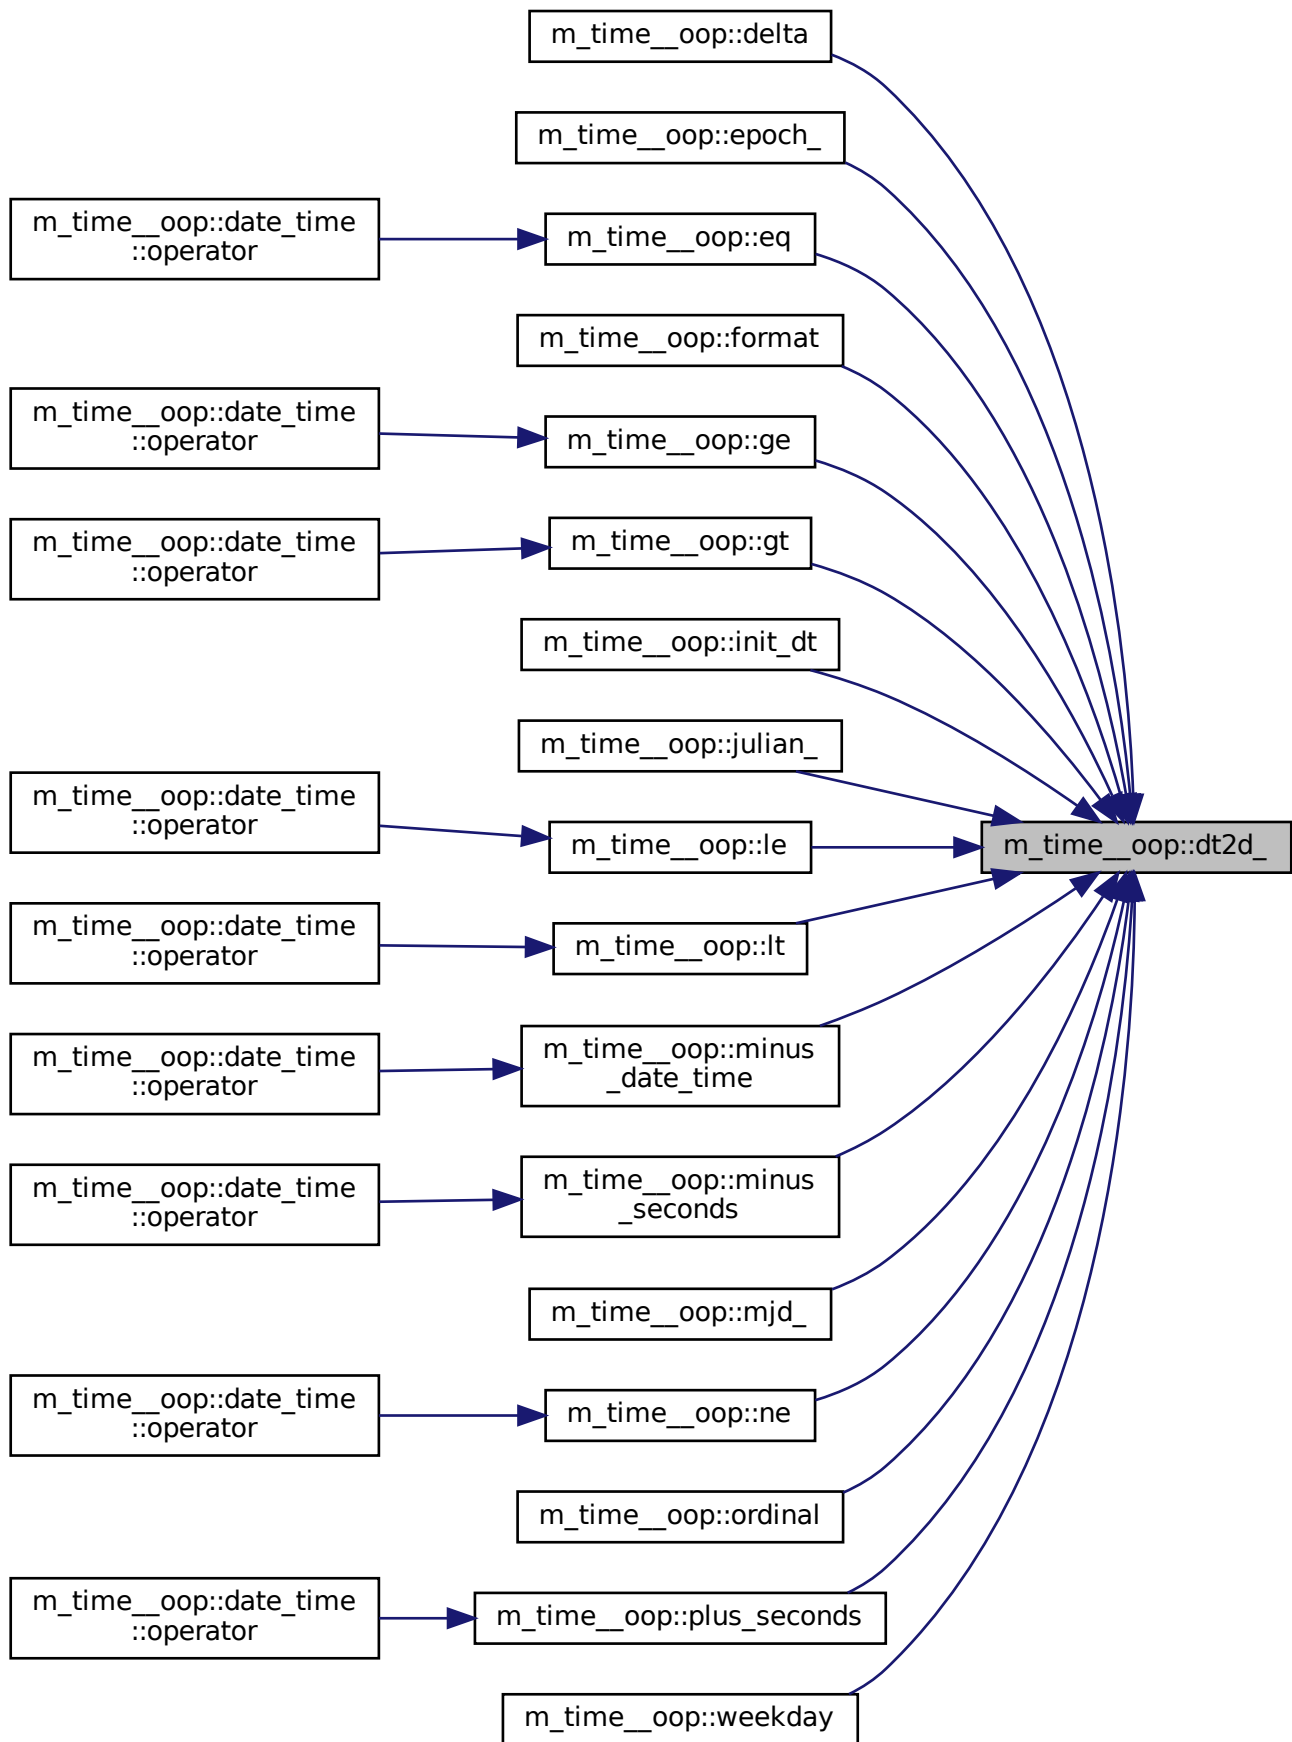 m_time__oop::delta
m_time__oop::epoch_
m_time__oop::date_time
::operator
m_time__oop::eq
m_time__oop::format
m_time__oop::date_time
::operator
m_time__oop::ge
m_time__oop::date_time
::operator
m_time__oop::gt
m_time__oop::init_dt
m_time__oop::julian_
m_time__oop::date_time
::operator
m_time__oop::le
m_time__oop::dt2d_
m_time__oop::date_time
::operator
m_time__oop::lt
m_time__oop::date_time
::operator
m_time__oop::minus
_date_time
m_time__oop::date_time
::operator
m_time__oop::minus
_seconds
m_time__oop::mjd_
m_time__oop::date_time
::operator
m_time__oop::ne
m_time__oop::ordinal
m_time__oop::date_time
::operator
m_time__oop::plus_seconds
m_time__oop::weekday